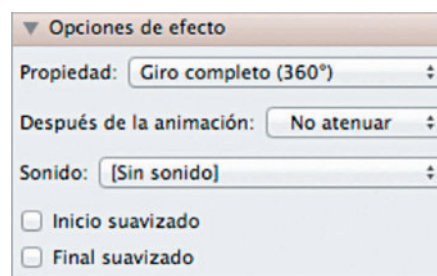 Opciones de efecto
Propiedad: Giro completo (360°)
Después de la animación: No atenuar
Sonido: [Sin sonido]
Inicio suavizado
Final suavizado